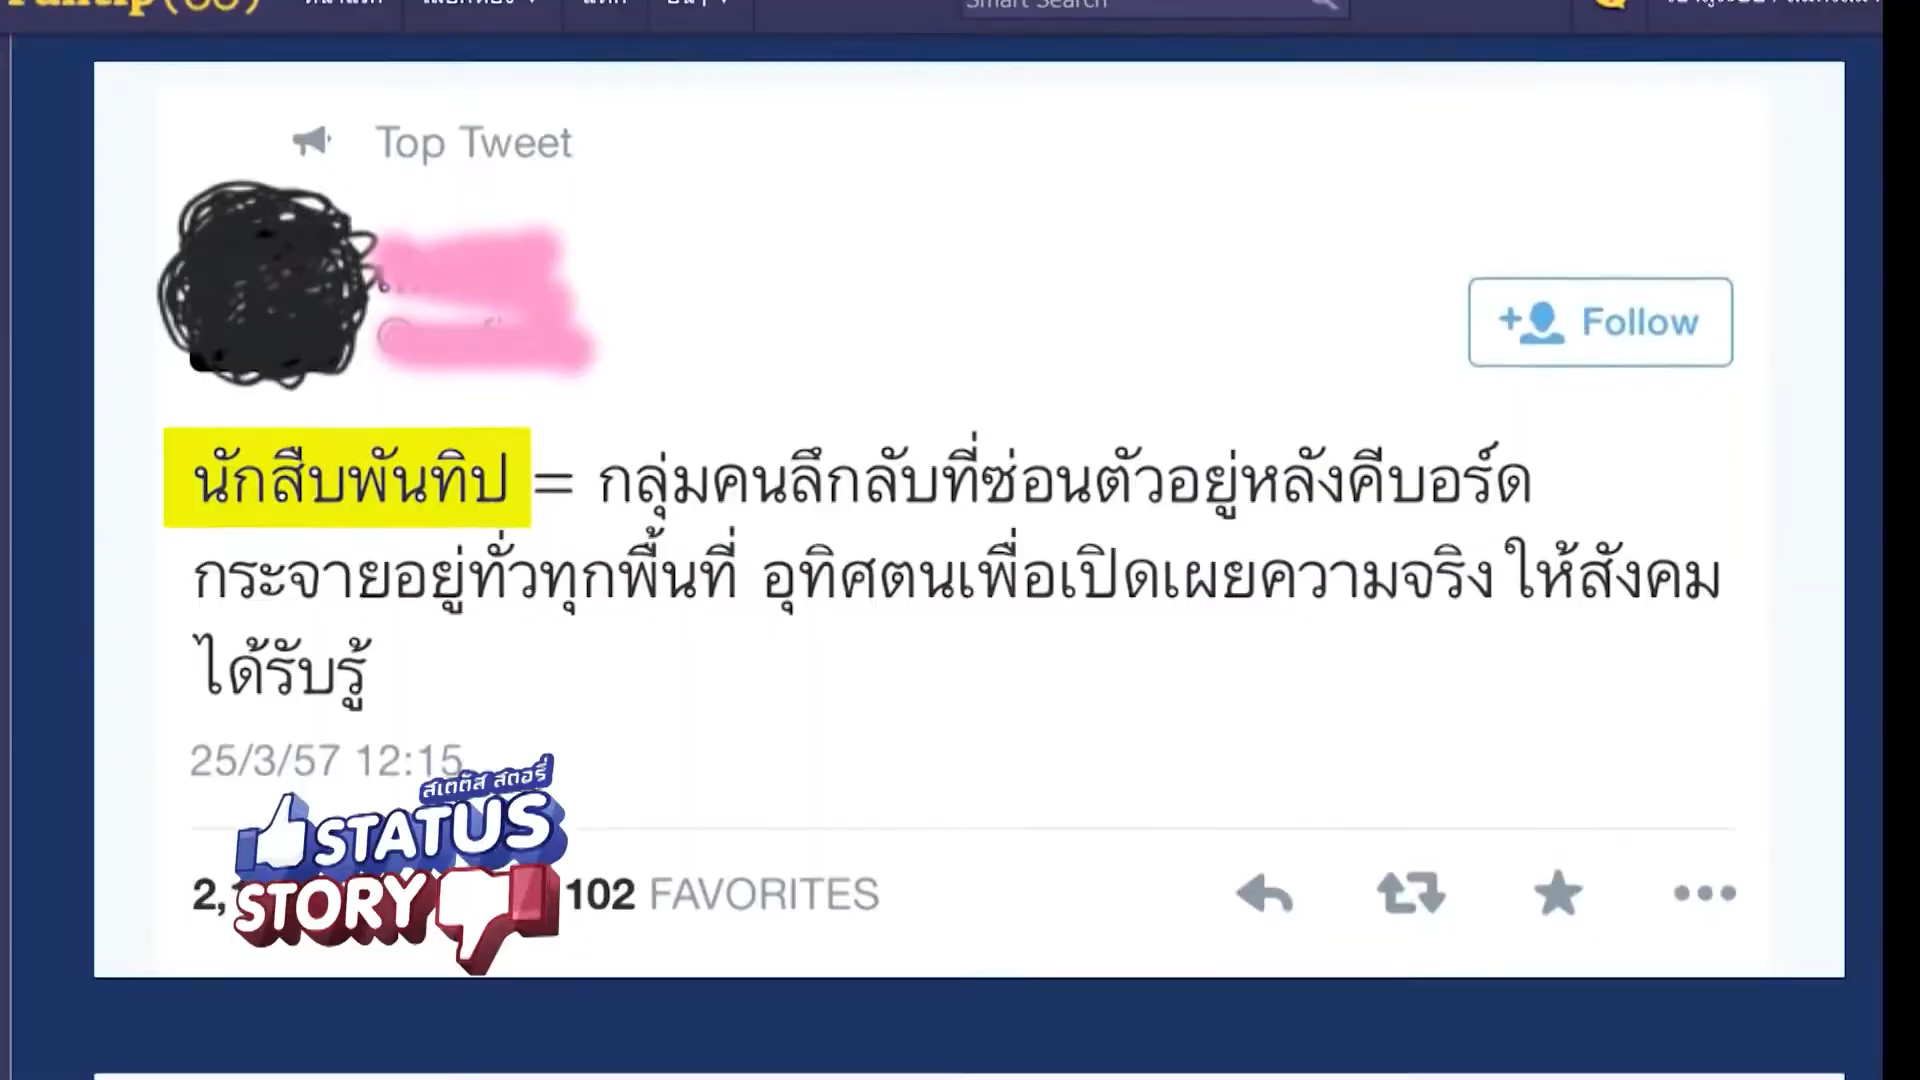 Pantip
Smart Search
Top Tweet
Follow
นักสืบพันทิป = กลุ่มคนลึกลับที่ซ่อนตัวอยู่หลังคีบอร์ด
กระจายอยู่ทั่วทุกพื้นที่ อุทิศตนเพื่อเปิดเผยความจริง ให้สังคม
ได้รับรู้
25/3/57 12:15
สเตตัส สตอรี่
STATUS
STORY
102 FAVORITES